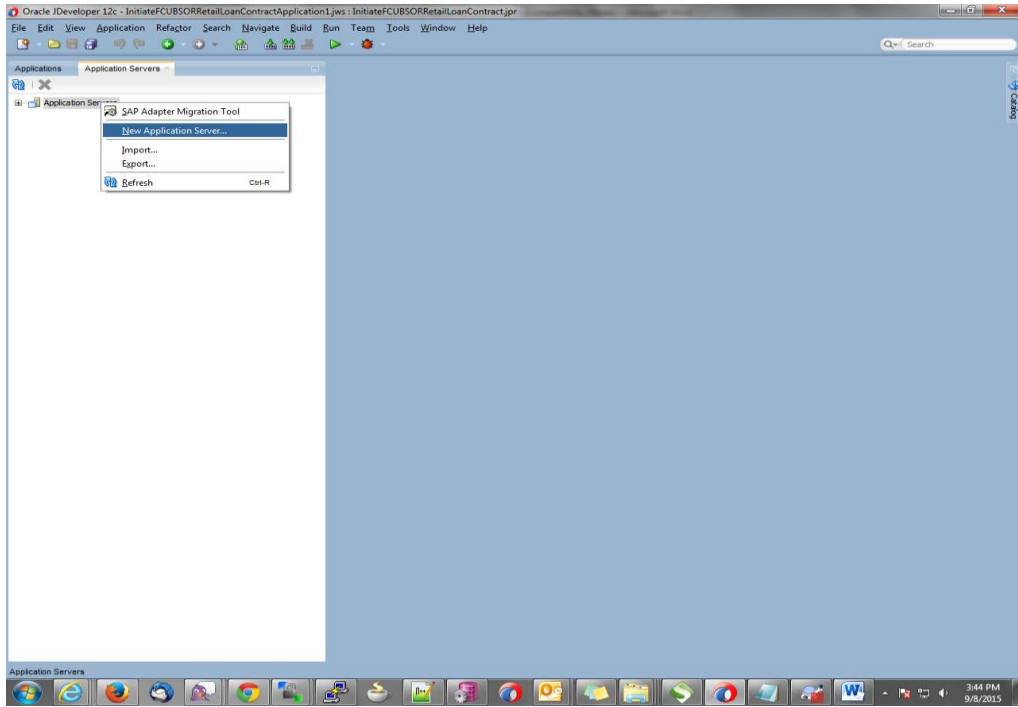 Oracle JDeveloper 12c - InitiateFCUBSORRetailLoanContractApplication1.jws : InitiateFCUBSORRetailLoanContract.jpr
File Edit View Application Refactor Search Navigate Build Run Team Tools Window Help
Search
Applications Application Servers
Catalog
Application Servers
SAP Adapter Migration Tool
New Application Server...
Import...
Export...
Refresh Ctrl-R
Application Servers
3:44 PM
9/8/2015